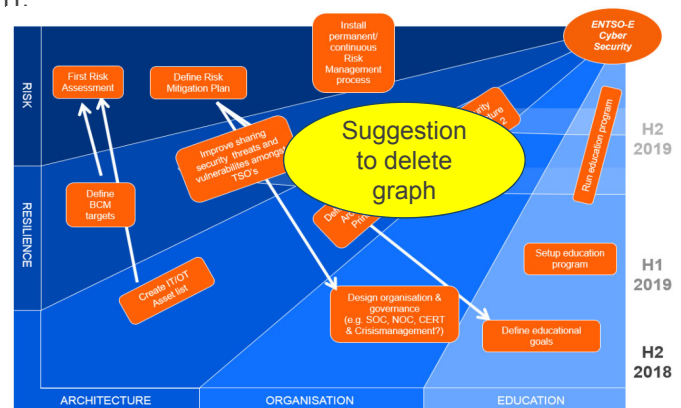 ENTSO-E
Cyber
Security
Install
permanent/
continuous
Risk
Management
process
RISK
First Risk
Assessment
Define Risk
Mitigation Plan
Improve sharing
security threats and
vulnerabilites amongst
TSO's
Suggestion
to delete
graph
2
Run education program
H2
2019
RESILIENCE
Define
BCM
targets
Create IT/OT
Asset list
Setup education
program
H1
2019
Design organisation &
governance
(e.g. SOC, NOC, CERT
& Crisismanagement?)
Define educational
goals
H2
2018
ARCHITECTURE
ORGANISATION
EDUCATION